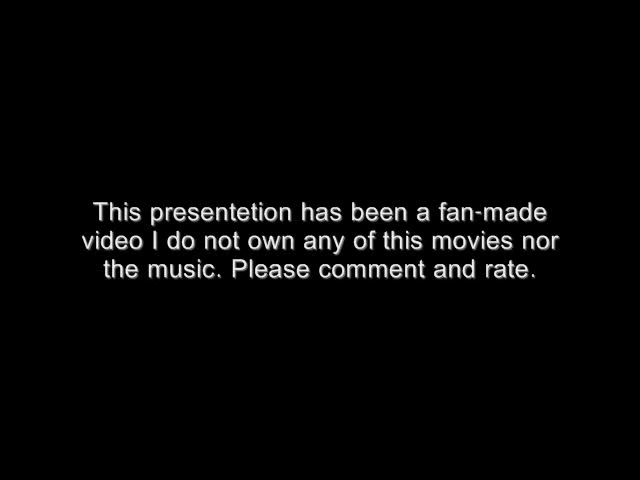 This presentetion has been a fan-made
video I do not own any of this movies nor
the music. Please comment and rate.